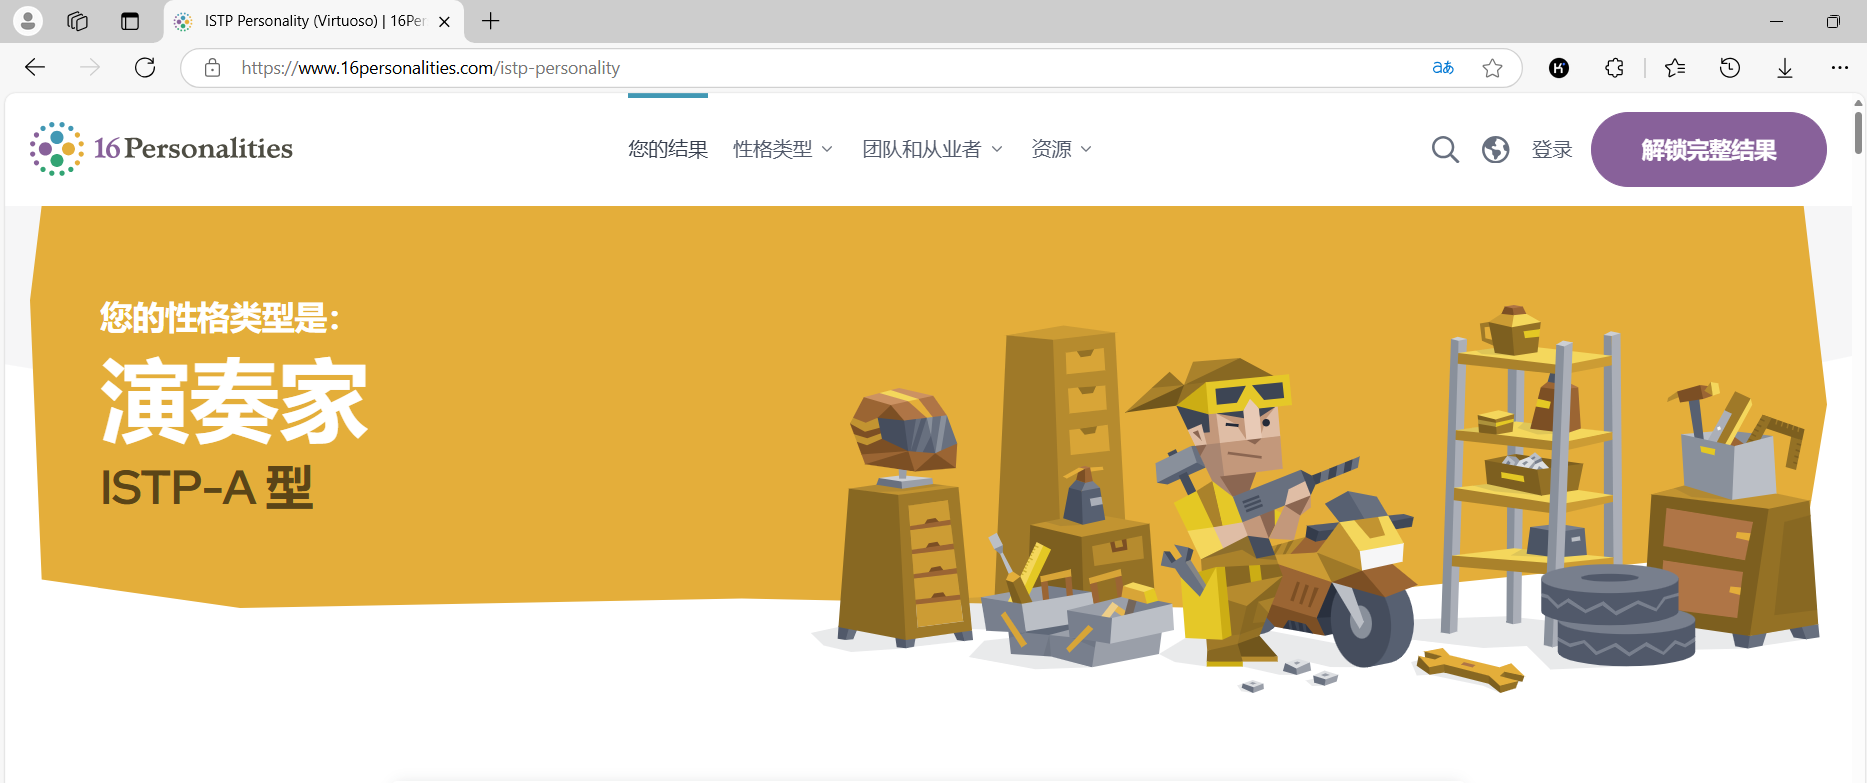 ISTP Personality (Virtuoso) | 16Per
https://www.16personalities.com/istp-personality
16Personalities
您的结果 性格类型 团队和从业者 资源 登录 解锁完整结果
您的性格类型是：
演奏家
ISTP-A 型